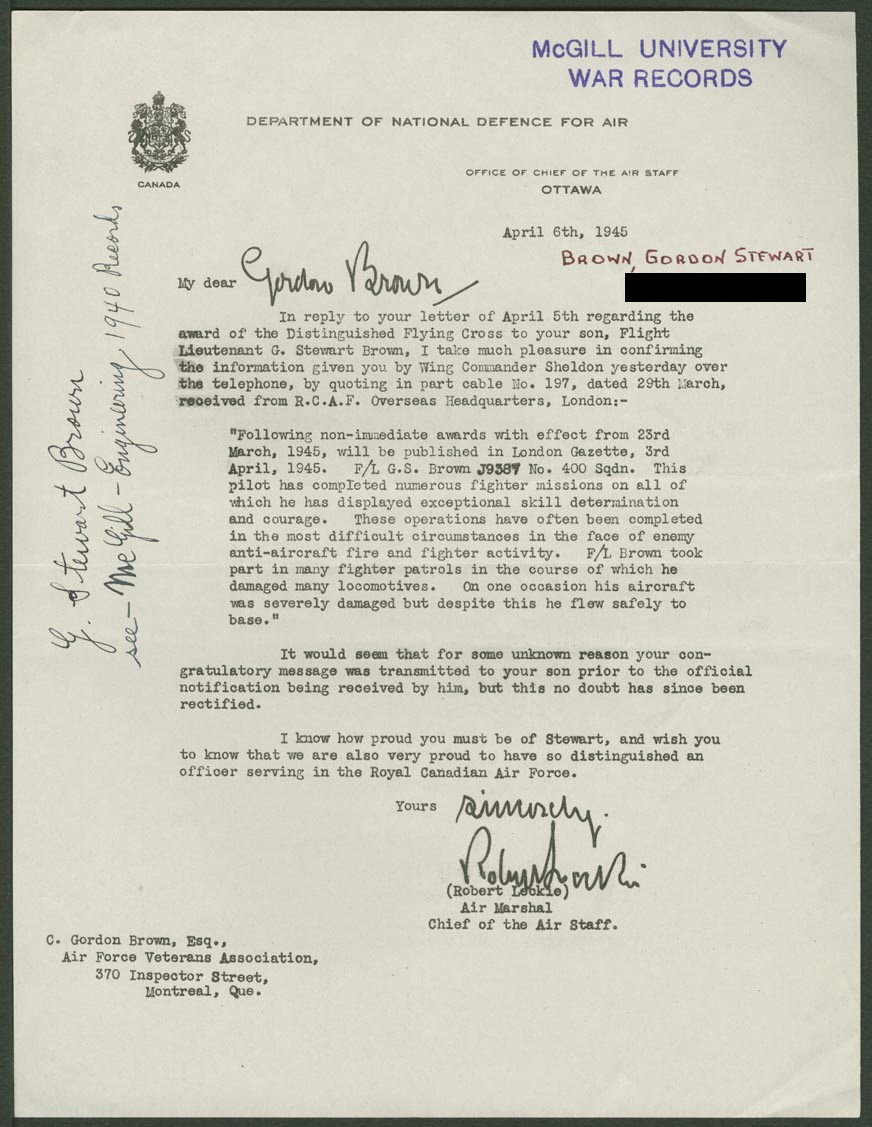 McGILL UNIVERSITY
WAR RECORDS
DEPARTMENT OF NATIONAL DEFENCE FOR AIR
CANADA
OFFICE OF CHIEF OF THE AIR STAFF
OTTAWA
April 6th, 1945
BROWN, GORDON STEWART
My dear Gordon Brown
In reply to your letter of April 5th regarding the
award of the Distinguished Flying Cross to your son, Flight
Lieutenant G. Stewart Brown, I take much pleasure in confirming
the information given you by Wing Commander Sheldon yesterday over
the telephone, by quoting in part cable No. 197, dated 29th March,
received from R.C.A.F. Overseas Headquarters, London:-
"Following non-immediate awards with effect from 23rd
March, 1945, will be published in London Gazette, 3rd
April, 1945. F/L G.S. Brown J9387 No. 400 Sqdn. This
pilot has completed numerous fighter missions on all of
which he has displayed exceptional skill determination
and courage. These operations have often been completed
in the most difficult circumstances in the face of enemy
anti-aircraft fire and fighter activity. F/L Brown took
part in many fighter patrols in the course of which he
damaged many locomotives. On one occasion his aircraft
was severely damaged but despite this he flew safely to
base."
It would seem that for some unknown reason your con-
gratulatory message was transmitted to your son prior to the official
notification being received by him, but this no doubt has since been
rectified.
I know how proud you must be of Stewart, and wish you
to know that we are also very proud to have so distinguished an
officer serving in the Royal Canadian Air Force.
Yours sincerely.
Robert Leckie
(Robert Leckie)
Air Marshal
Chief of the Air Staff.
C. Gordon Brown, Esq.,
Air Force Veterans Association,
370 Inspector Street,
Montreal, Que.
G. Stewart Brown
see - McGill - Engineering, 1940 Records